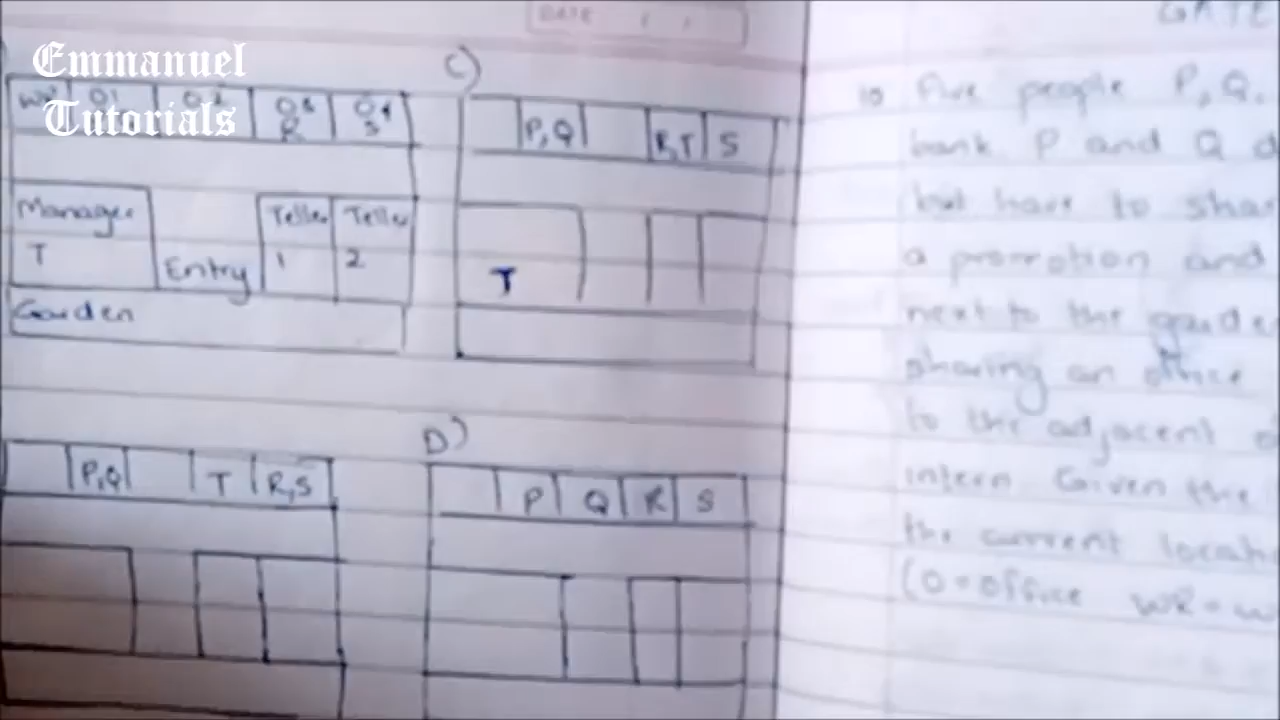 DATE
GATE
Emmanuel
Tutorials
WR O1 O2 O3 O4
R S
Manager
T
Entry
Teller Teller
1 2
Garden
C)
P,Q R,T S
T
P,Q T R,S
D)
P Q R S
10 Five people P, Q,
bank P and Q d
but have to shar
a promotion and
next to the garde
sharing an office
to the adjacent o
intern Given the
the current locati
(O = office WR = w